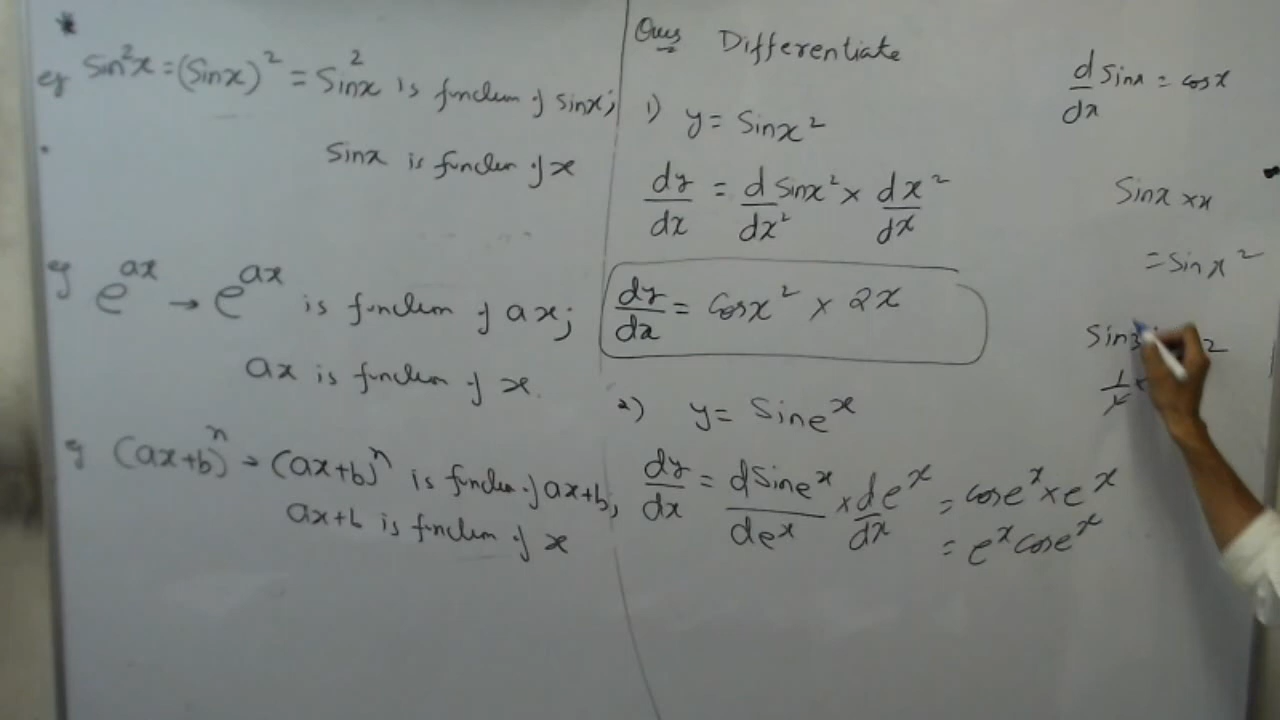 eg sin²x = (sinx)² = sin²x is function of sinx;
sinx is function of x
eg e^ax → e^ax is function of ax;
ax is function of x.
eg (ax+b)^n → (ax+b)^n is function of ax+b,
ax+b is function of x
Ques Differentiate
1) y = sinx²
dy/dx = d sinx²/dx² × dx²/dx
dy/dx = cosx² × 2x
2) y = sine^x
dy/dx = dsine^x/de^x × de^x/dx = cose^x × e^x
= e^x cose^x
d/dx sinx = cosx
sinx × x
= sinx²
sin